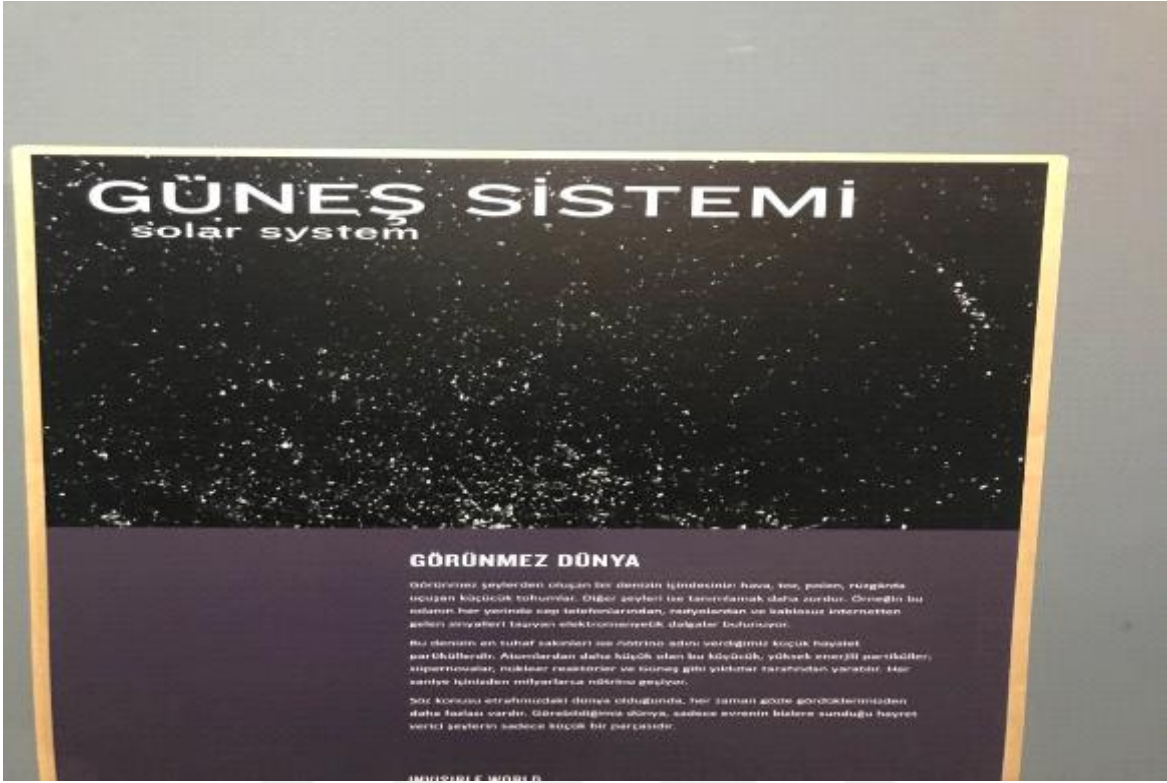 GÜNEŞ SİSTEMİ
solar system
GÖRÜNMEZ DÜNYA
Görünmez şeylerden oluşan bir denizin içindesiniz: hava, toz, polen, rüzgârda
uçuşan küçücük tohumlar. Diğer şeyleri ise tanımlamak daha zordur. Örneğin bu
odanın her yerinde cep telefonlarından, radyolardan ve kablosuz internetten
gelen sinyalleri taşıyan elektromanyetik dalgalar bulunuyor.
Bu denizin en tuhaf sakinleri ise nötrino adını verdiğimiz küçük hayalet
partiküllerdir. Atomlardan daha küçük olan bu küçücük, yüksek enerjili partiküller,
süpernovalar, nükleer reaktörler ve Güneş gibi yıldızlar tarafından yaratılır. Her
saniye içinizden milyarlarca nötrino geçiyor.
Söz konusu etrafınızdaki dünya olduğunda, her zaman gözle gördüklerimizden
daha fazlası vardır. Görebildiğimiz dünya, sadece evrenin bizlere sunduğu hayret
verici şeylerin sadece küçük bir parçasıdır.
INVISIBLE WORLD